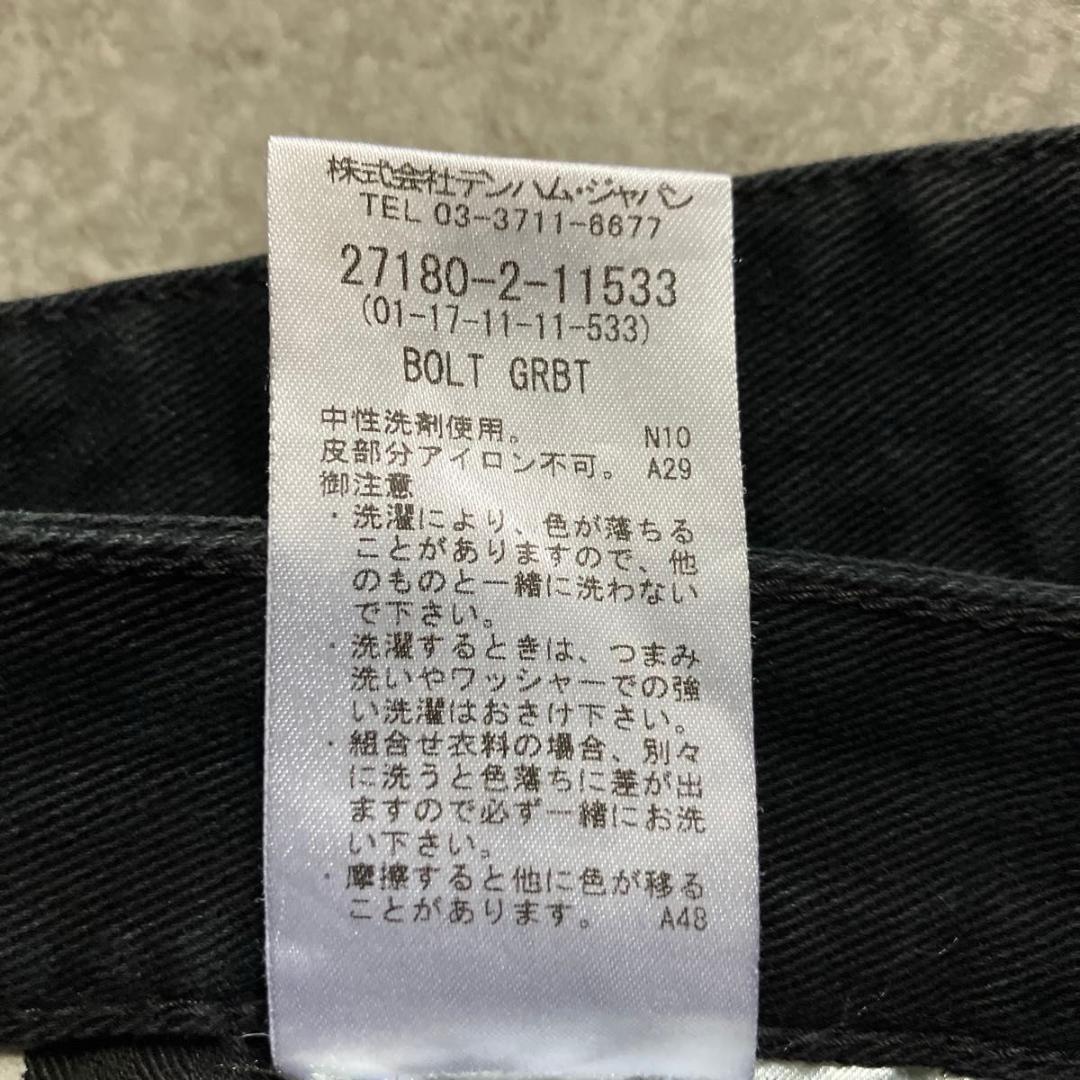 株式会社デンハム・ジャパン
TEL 03-3711-6677
27180-2-11533
(01-17-11-11-533)
BOLT GRBT
中性洗剤使用。 N10
皮部分アイロン不可。 A29
御注意
・洗濯により、色が落ちる
ことがありますので、他
のものと一緒に洗わない
で下さい。
・洗濯するときは、つまみ
洗いやワッシャーでの強
い洗濯はおさけ下さい。
・組合せ衣料の場合、別々
に洗うと色落ちに差が出
ますので必ず一緒にお洗
い下さい。
・摩擦すると他に色が移る
ことがあります。 A48